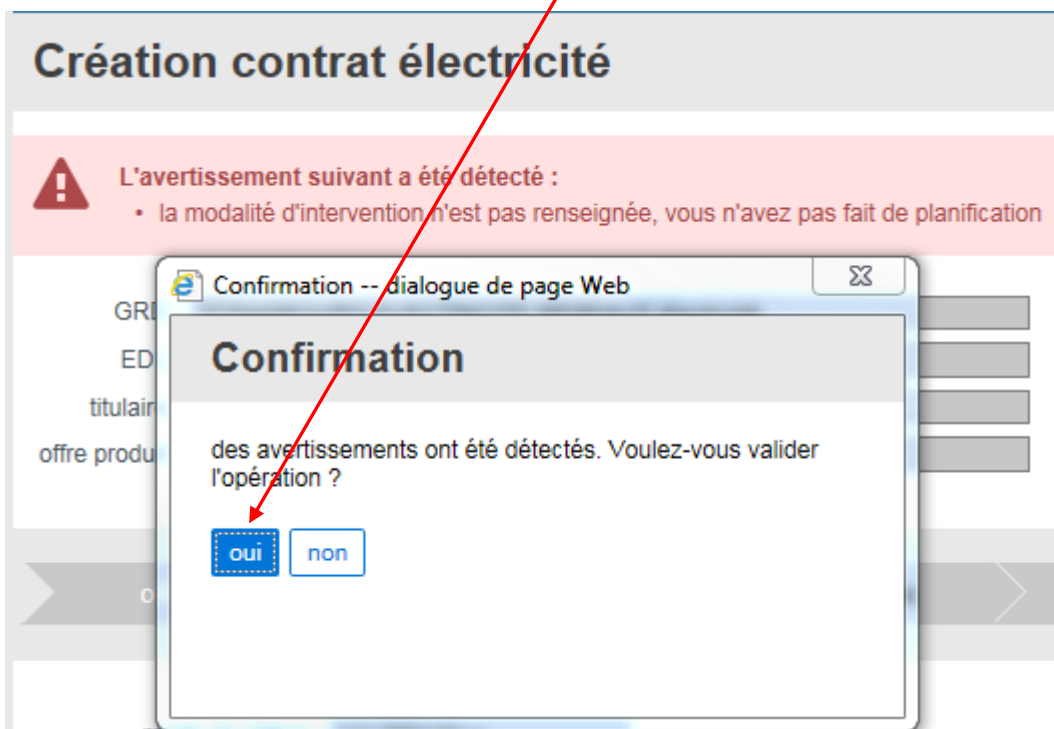 Création contrat électricité
L'avertissement suivant a été détecté :
• la modalité d'intervention n'est pas renseignée, vous n'avez pas fait de planification
Confirmation -- dialogue de page Web
GR
ED
Confirmation
titulair
offre produ
des avertissements ont été détectés. Voulez-vous valider
l'opération ?
oui non